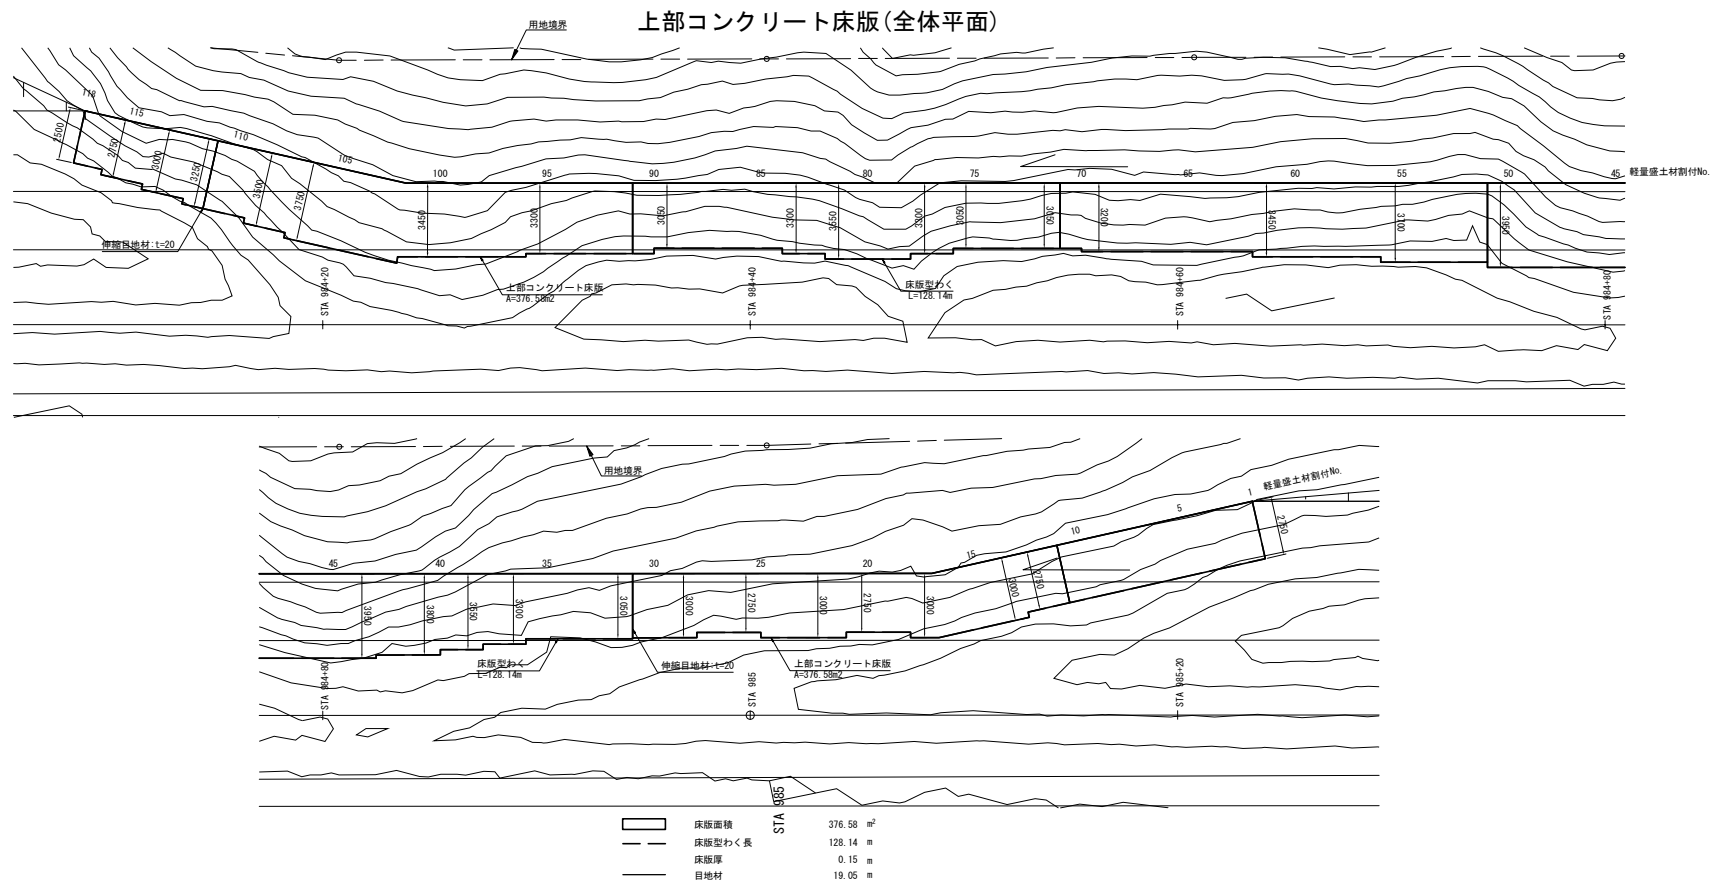 上部コンクリート床版(全体平面)
用地境界
118
115
110
105
100
95
90
85
80
75
70
65
60
55
50
45
軽量盛土材割付No.
2500
2750
3000
3250
3500
3750
3450
3300
3050
3300
3550
3300
3050
3050
3200
3450
3700
3950
伸縮目地材:t=20
上部コンクリート床版
A=376.58m2
床版型わく
L=128.14m
STA 984+20
STA 984+40
STA 984+60
STA 984+80
用地境界
軽量盛土材割付No.
45
40
35
30
25
20
15
10
5
1
3950
3800
3550
3300
3050
3000
2750
3000
2750
3000
3000
2750
2750
床版型わく
L=128.14m
伸縮目地材:t=20
上部コンクリート床版
A=376.58m2
STA 984+80
STA 985
STA 985+20
STA 985
床版面積 376.58 m²
床版型わく長 128.14 m
床版厚 0.15 m
目地材 19.05 m